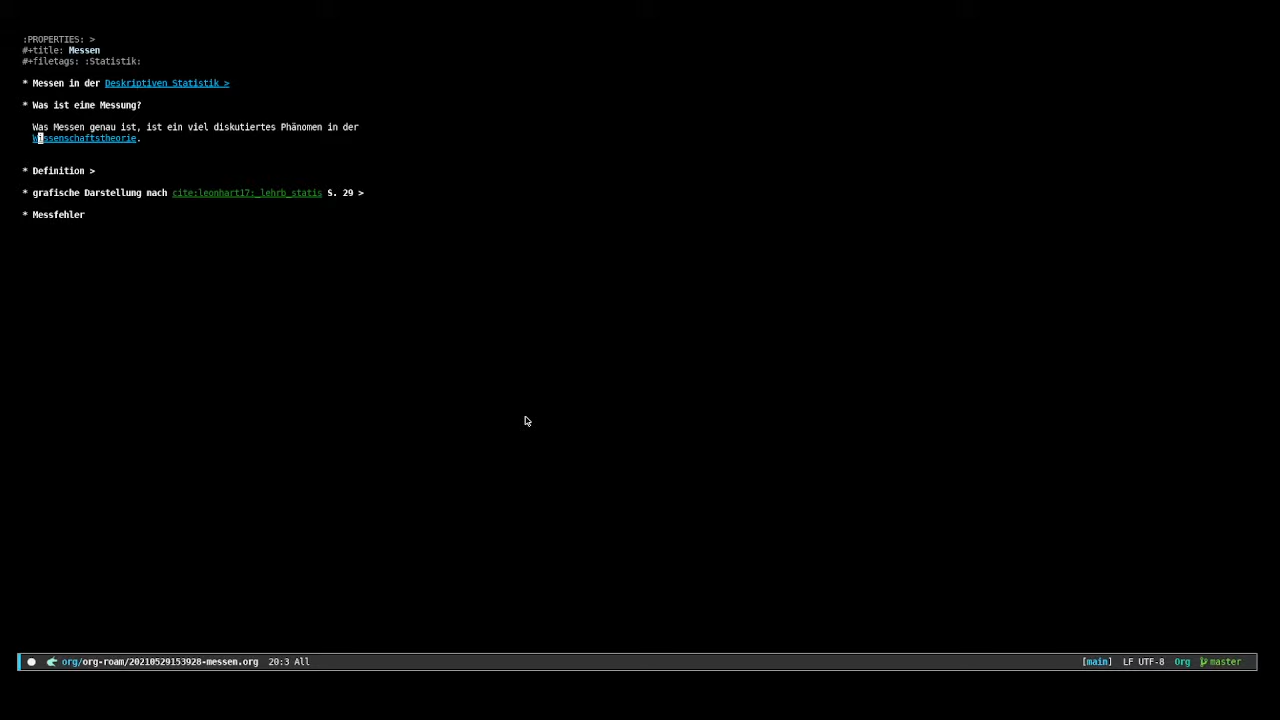 :PROPERTIES: >
#+title: Messen
#+filetags: :Statistik:
* Messen in der Deskriptiven Statistik >
* Was ist eine Messung?
Was Messen genau ist, ist ein viel diskutiertes Phänomen in der
Wissenschaftstheorie.
* Definition >
* grafische Darstellung nach cite:leonhart17:_lehrb_statis S. 29 >
* Messfehler
org/org-roam/20210529153928-messen.org 20:3 All [main] LF UTF-8 Org master